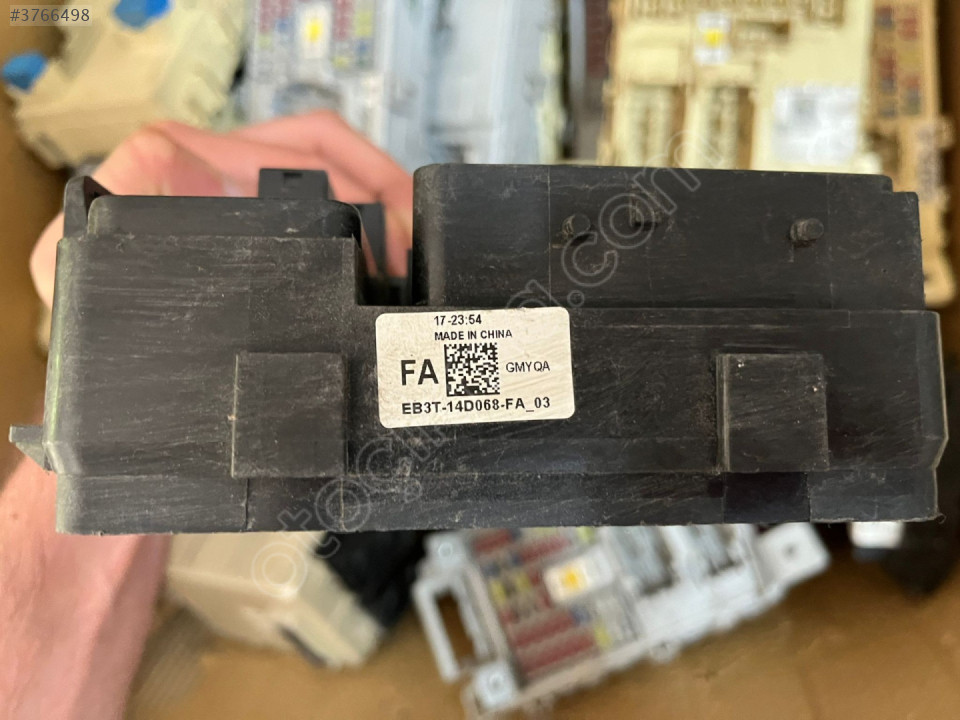 #3766498
17-23:54
MADE IN CHINA
FA
GMYQA
EB3T-14D068-FA_03